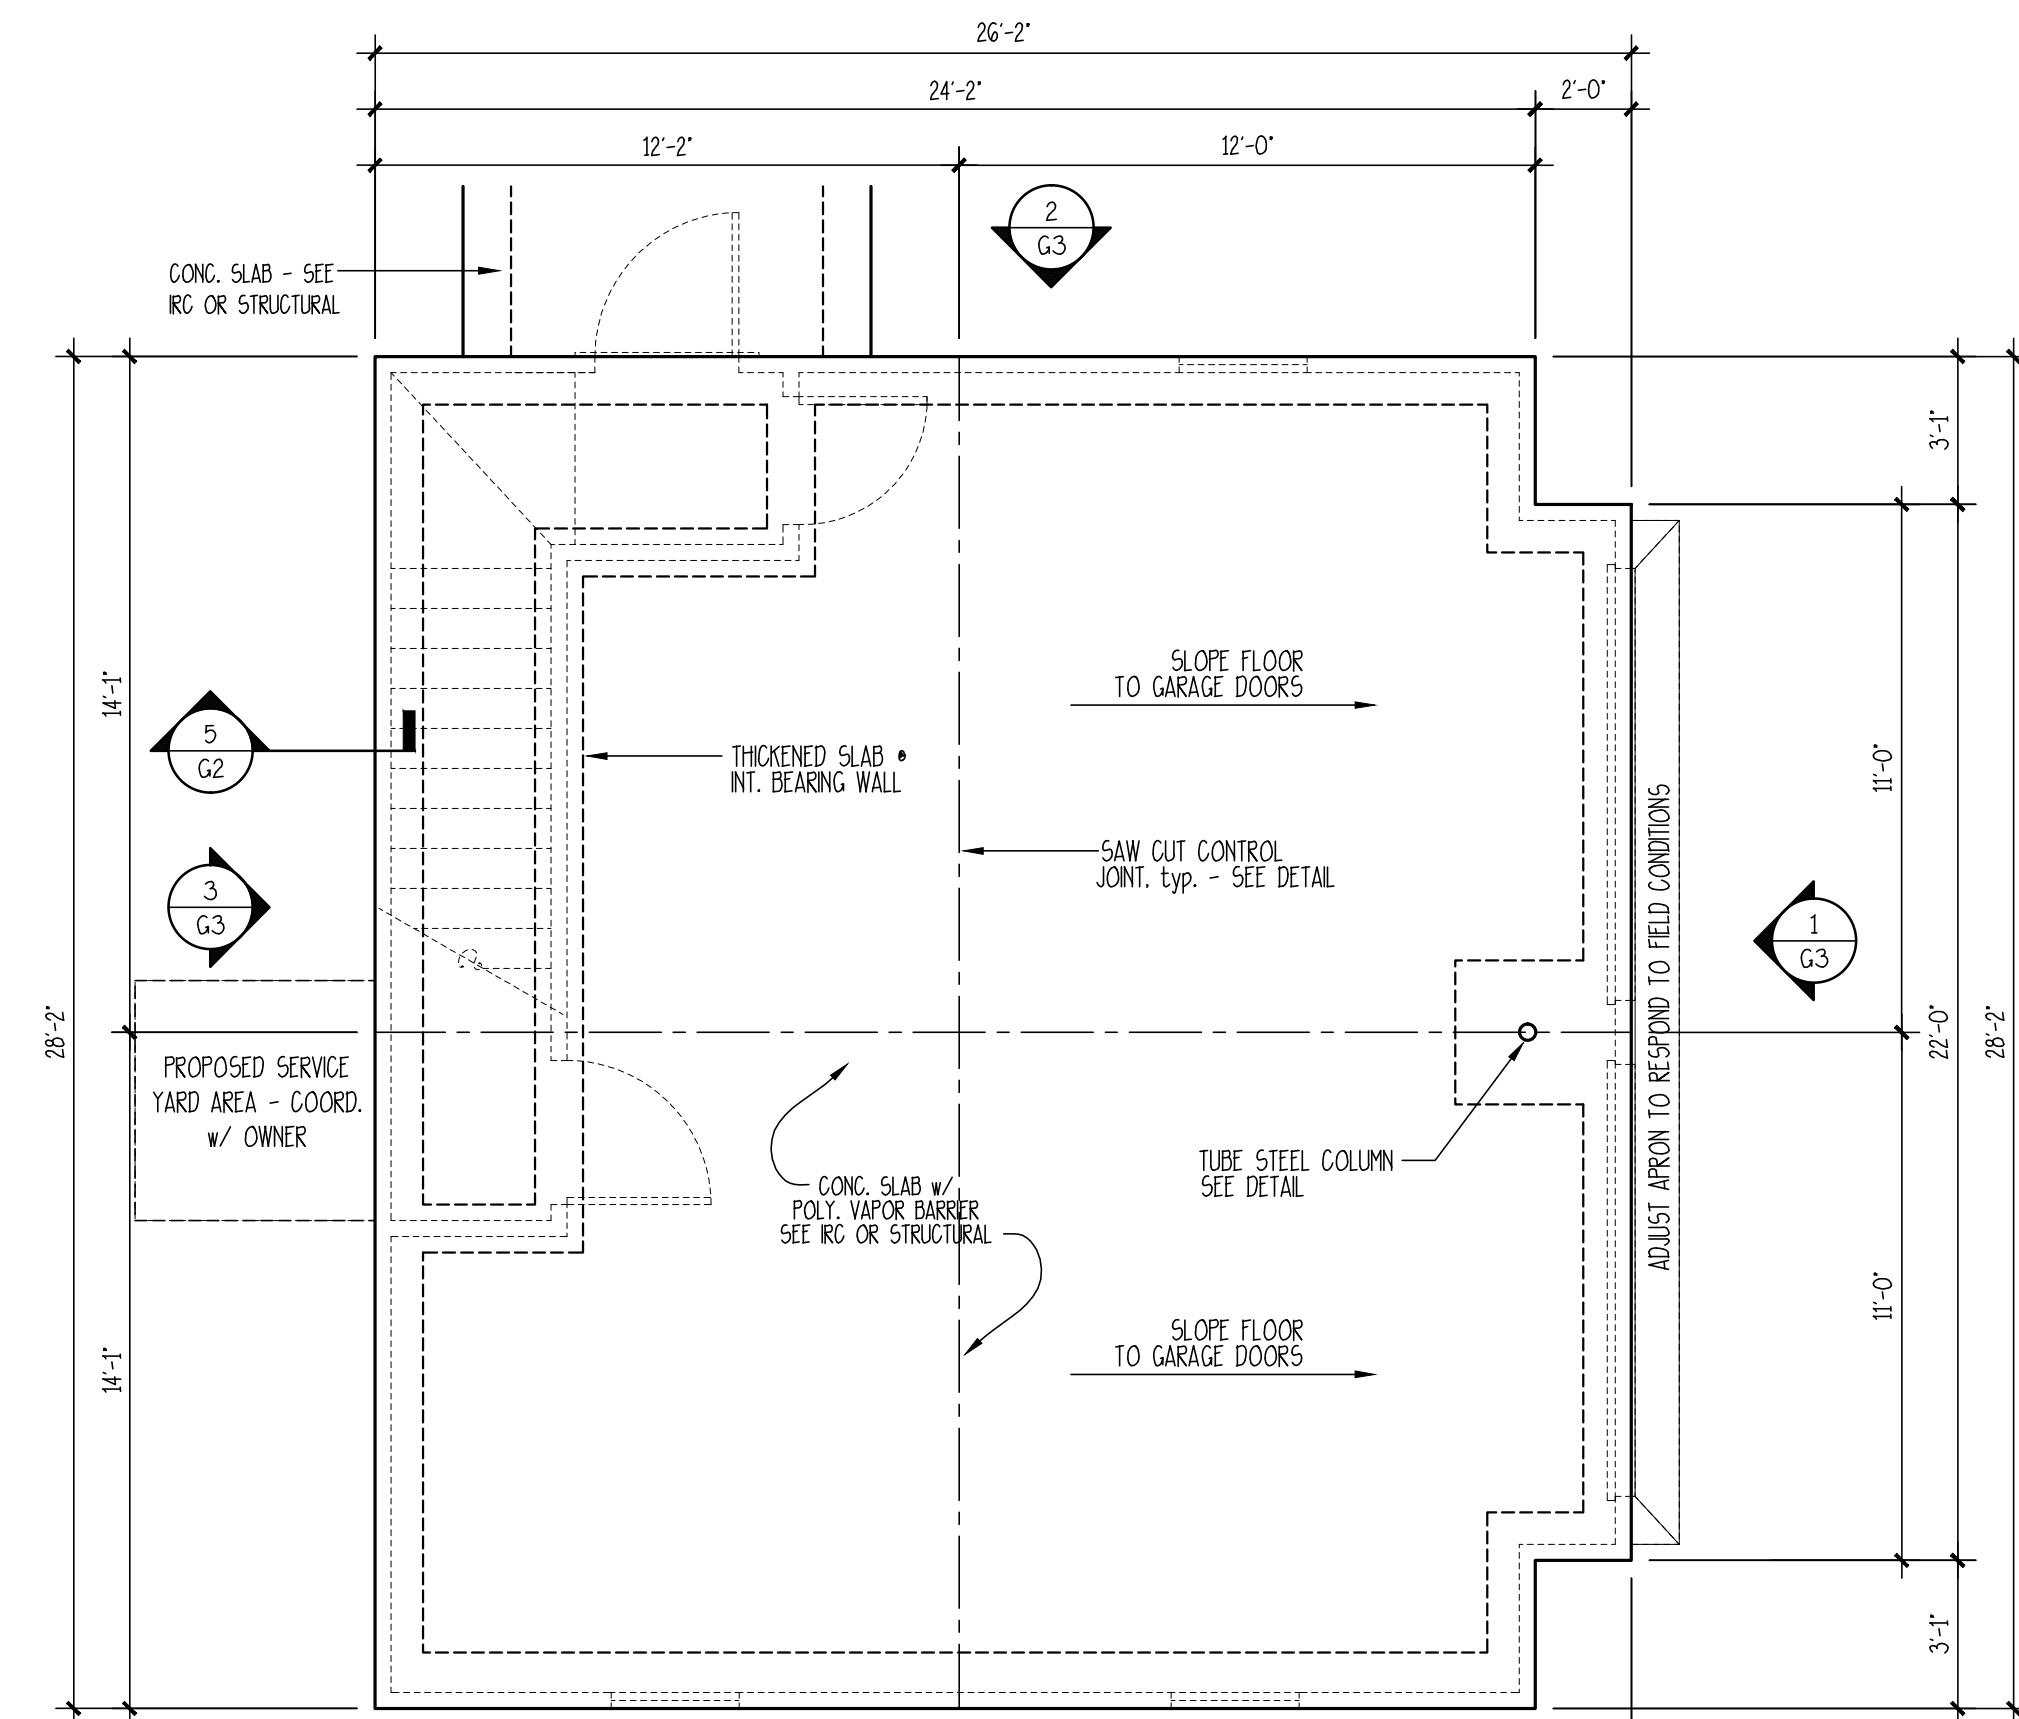 26'-2"
24'-2"
2'-0"
12'-2"
12'-0"
2
G3
CONC. SLAB - SEE
IRC OR STRUCTURAL
3'-1"
SLOPE FLOOR
TO GARAGE DOORS
14'-1"
5
G2
THICKENED SLAB @
INT. BEARING WALL
11'-0"
SAW CUT CONTROL
JOINT, typ. - SEE DETAIL
3
G3
1
G3
ADJUST APRON TO RESPOND TO FIELD CONDITIONS
28'-2"
22'-0"
28'-2"
PROPOSED SERVICE
YARD AREA - COORD.
w/ OWNER
TUBE STEEL COLUMN
SEE DETAIL
CONC. SLAB w/
POLY. VAPOR BARRIER
SEE IRC OR STRUCTURAL
11'-0"
SLOPE FLOOR
TO GARAGE DOORS
14'-1"
3'-1"